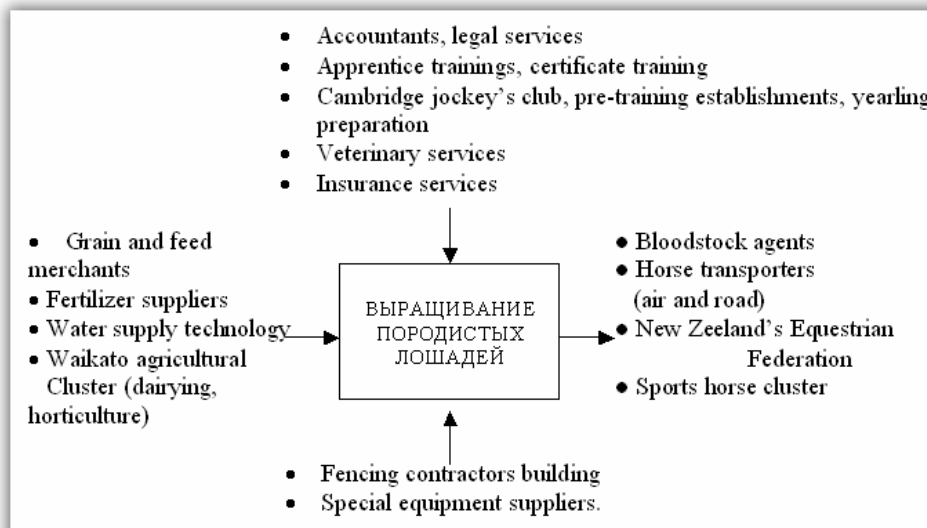 • Accountants, legal services
• Apprentice trainings, certificate training
• Cambridge jockey's club, pre-training establishments, yearling
preparation
• Veterinary services
• Insurance services
• Grain and feed
merchants
• Fertilizer suppliers
• Water supply technology
• Waikato agricultural
Cluster (dairying,
horticulture)
ВЫРАЩИВАНИЕ
ПОРОДИСТЫХ
ЛОШАДЕЙ
• Bloodstock agents
• Horse transporters
(air and road)
• New Zeeland's Equestrian
Federation
• Sports horse cluster
• Fencing contractors building
• Special equipment suppliers.